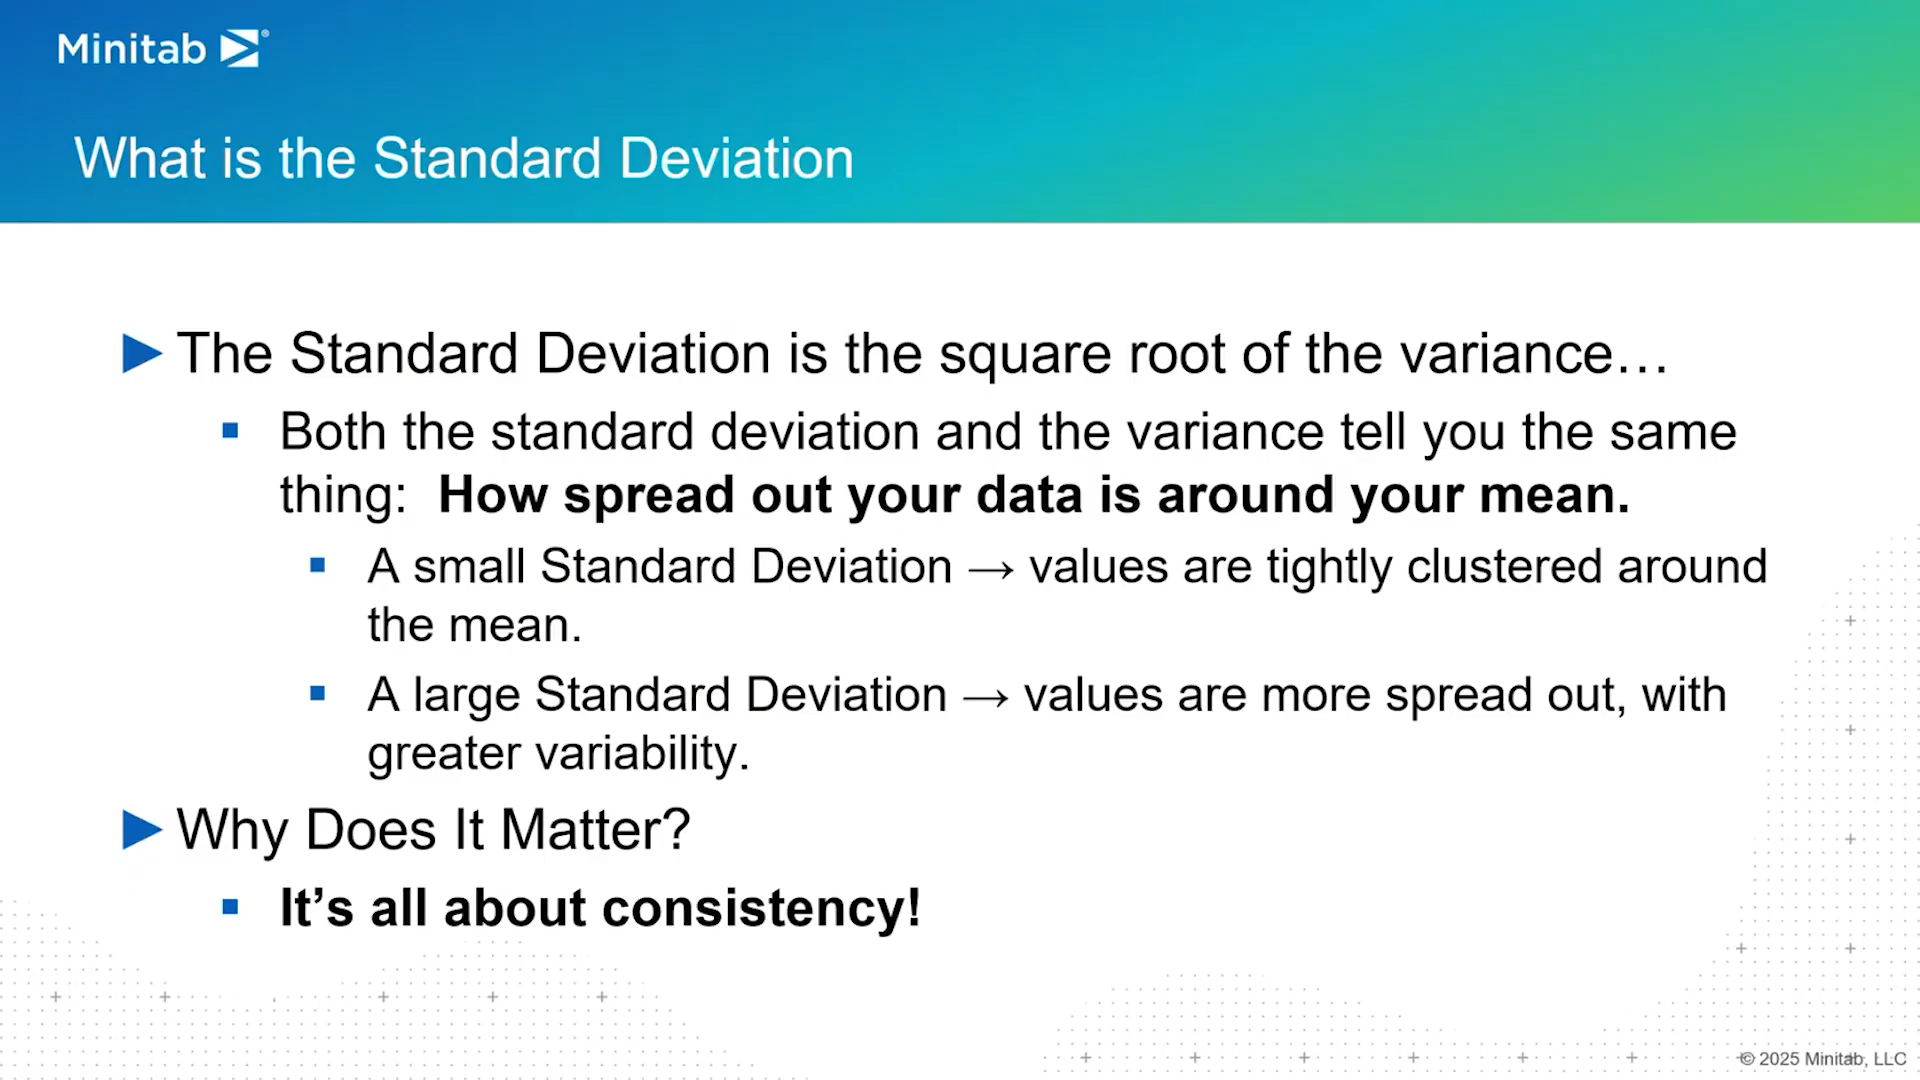 Minitab
What is the Standard Deviation
The Standard Deviation is the square root of the variance…
Both the standard deviation and the variance tell you the same
thing:  How spread out your data is around your mean.
A small Standard Deviation → values are tightly clustered around
the mean.
A large Standard Deviation → values are more spread out, with
greater variability.
Why Does It Matter?
It’s all about consistency!
© 2025 Minitab, LLC